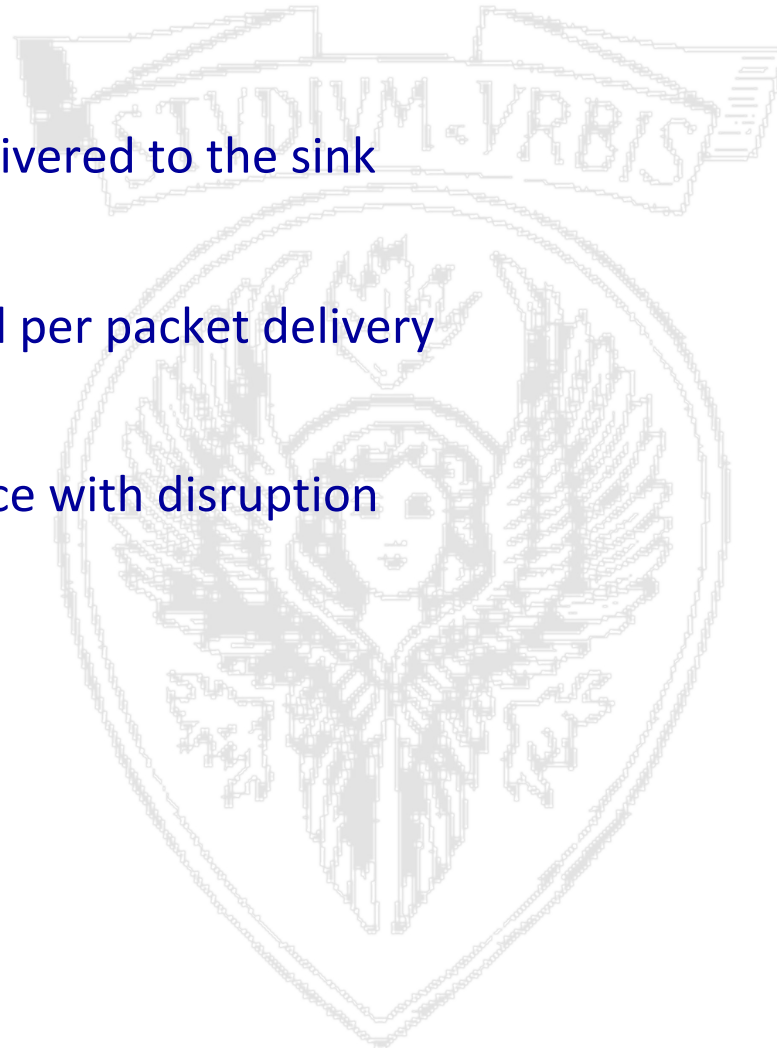 STVDIVM VRBIS
ivered to the sink
per packet delivery
ce with disruption